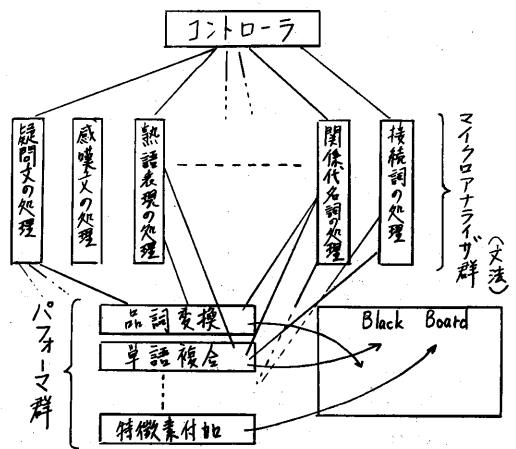 コントローラ
疑問文の処理
感嘆文の処理
熟語表現の処理
関係代名詞の処理
接続詞の処理
マイクロアナライザ群
(文法)
パフォーマ群
品詞変換
単語複合
特徴素付加
Black Board